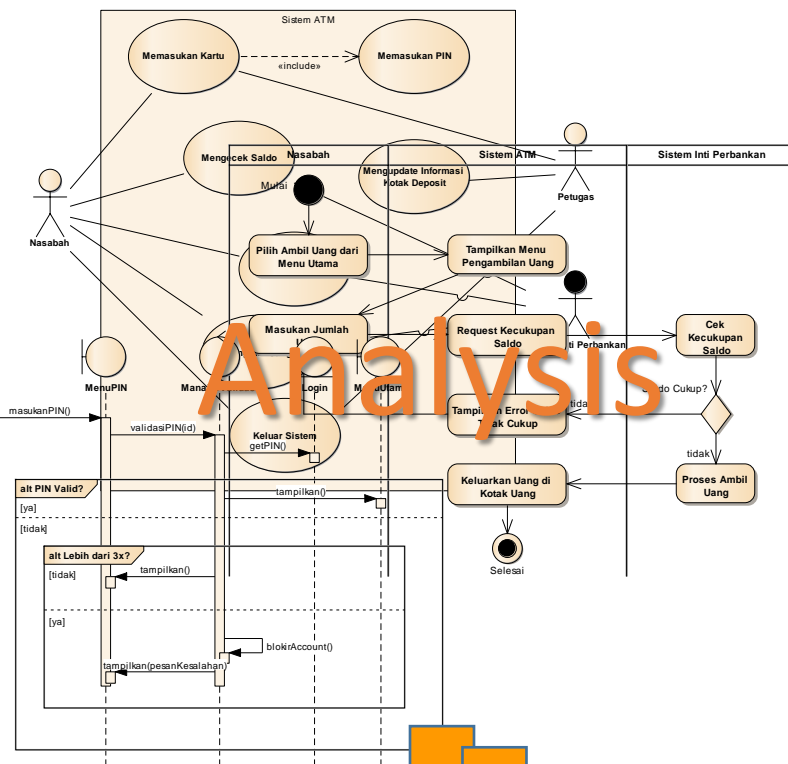 Sistem ATM
Memasukan Kartu
«include»
Memasukan PIN
Mengecek Saldo
Nasabah
Sistem ATM
Sistem Inti Perbankan
Mengupdate Informasi
Kotak Deposit
Mulai
Petugas
Nasabah
Pilih Ambil Uang dari
Menu Utama
Tampilkan Menu
Pengambilan Uang
Masukan Jumlah
Request Kecukupan
Saldo
Perbankan
Cek
Kecukupan
Saldo
Analysis
MenuPIN
Login
Cukup?
Tidak Cukup
masukanPIN()
validasiPIN(id)
Keluar Sistem
getPIN()
tidak
Keluarkan Uang di
Kotak Uang
Proses Ambil
Uang
alt PIN Valid?
tampilkan()
[ya]
[tidak]
alt Lebih dari 3x?
[tidak]
tampilkan()
Selesai
[ya]
blokirAccount()
tampilkan(pesanKesalahan)